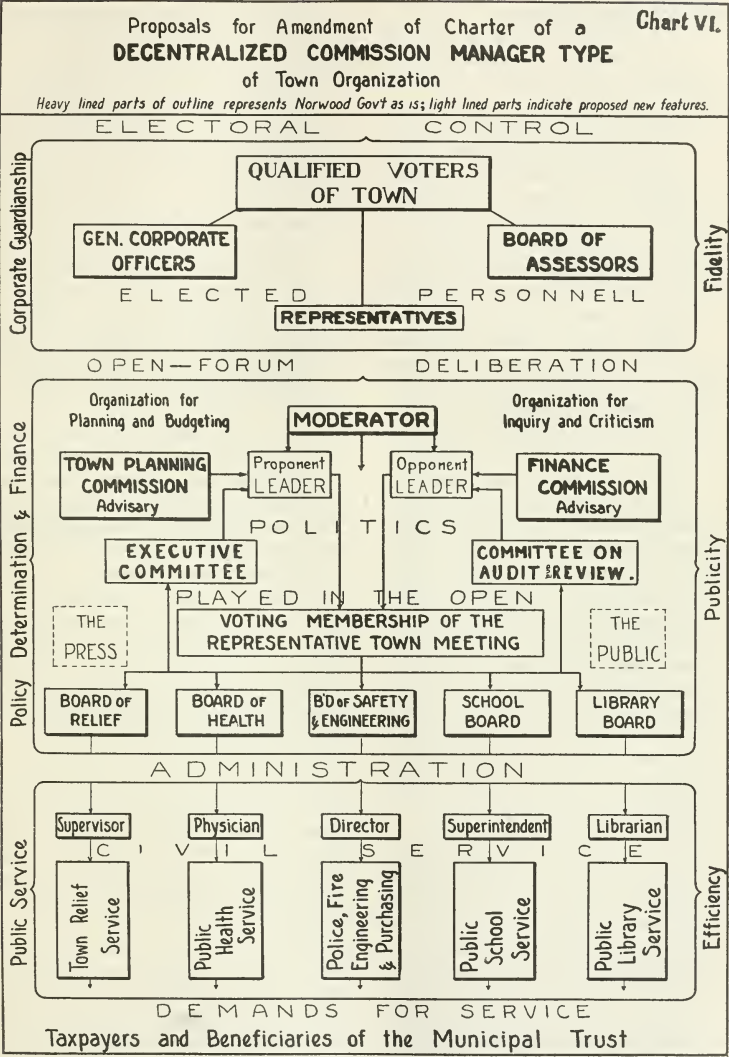 Chart VI.
Proposals for Amendment of Charter of a
DECENTRALIZED COMMISSION MANAGER TYPE
of Town Organization
Heavy lined parts of outline represents Norwood Gov't as is; light lined parts indicate proposed new features.
ELECTORAL CONTROL
Corporate Guardianship
QUALIFIED VOTERS
OF TOWN
GEN. CORPORATE
OFFICERS
BOARD OF
ASSESSORS
ELECTED PERSONNELL
REPRESENTATIVES
Fidelity
OPEN-FORUM DELIBERATION
Policy Determination & Finance
Organization for
Planning and Budgeting
Organization for
Inquiry and Criticism
MODERATOR
TOWN PLANNING
COMMISSION
Advisary
Proponent
LEADER
Opponent
LEADER
FINANCE
COMMISSION
Advisary
POLITICS
EXECUTIVE
COMMITTEE
COMMITTEE ON
AUDIT and REVIEW.
PLAYED IN THE OPEN
THE
PRESS
VOTING MEMBERSHIP OF THE
REPRESENTATIVE TOWN MEETING
THE
PUBLIC
Publicity
BOARD OF
RELIEF
BOARD OF
HEALTH
B'D OF SAFETY
& ENGINEERING
SCHOOL
BOARD
LIBRARY
BOARD
ADMINISTRATION
Public Service
Supervisor
Physician
Director
Superintendent
Librarian
CIVIL SERVICE
Town Relief
Service
Public
Health
Service
Police, Fire
Engineering
& Purchasing
Public
School
Service
Public
Library
Service
Efficiency
DEMANDS FOR SERVICE
Taxpayers and Beneficiaries of the Municipal Trust